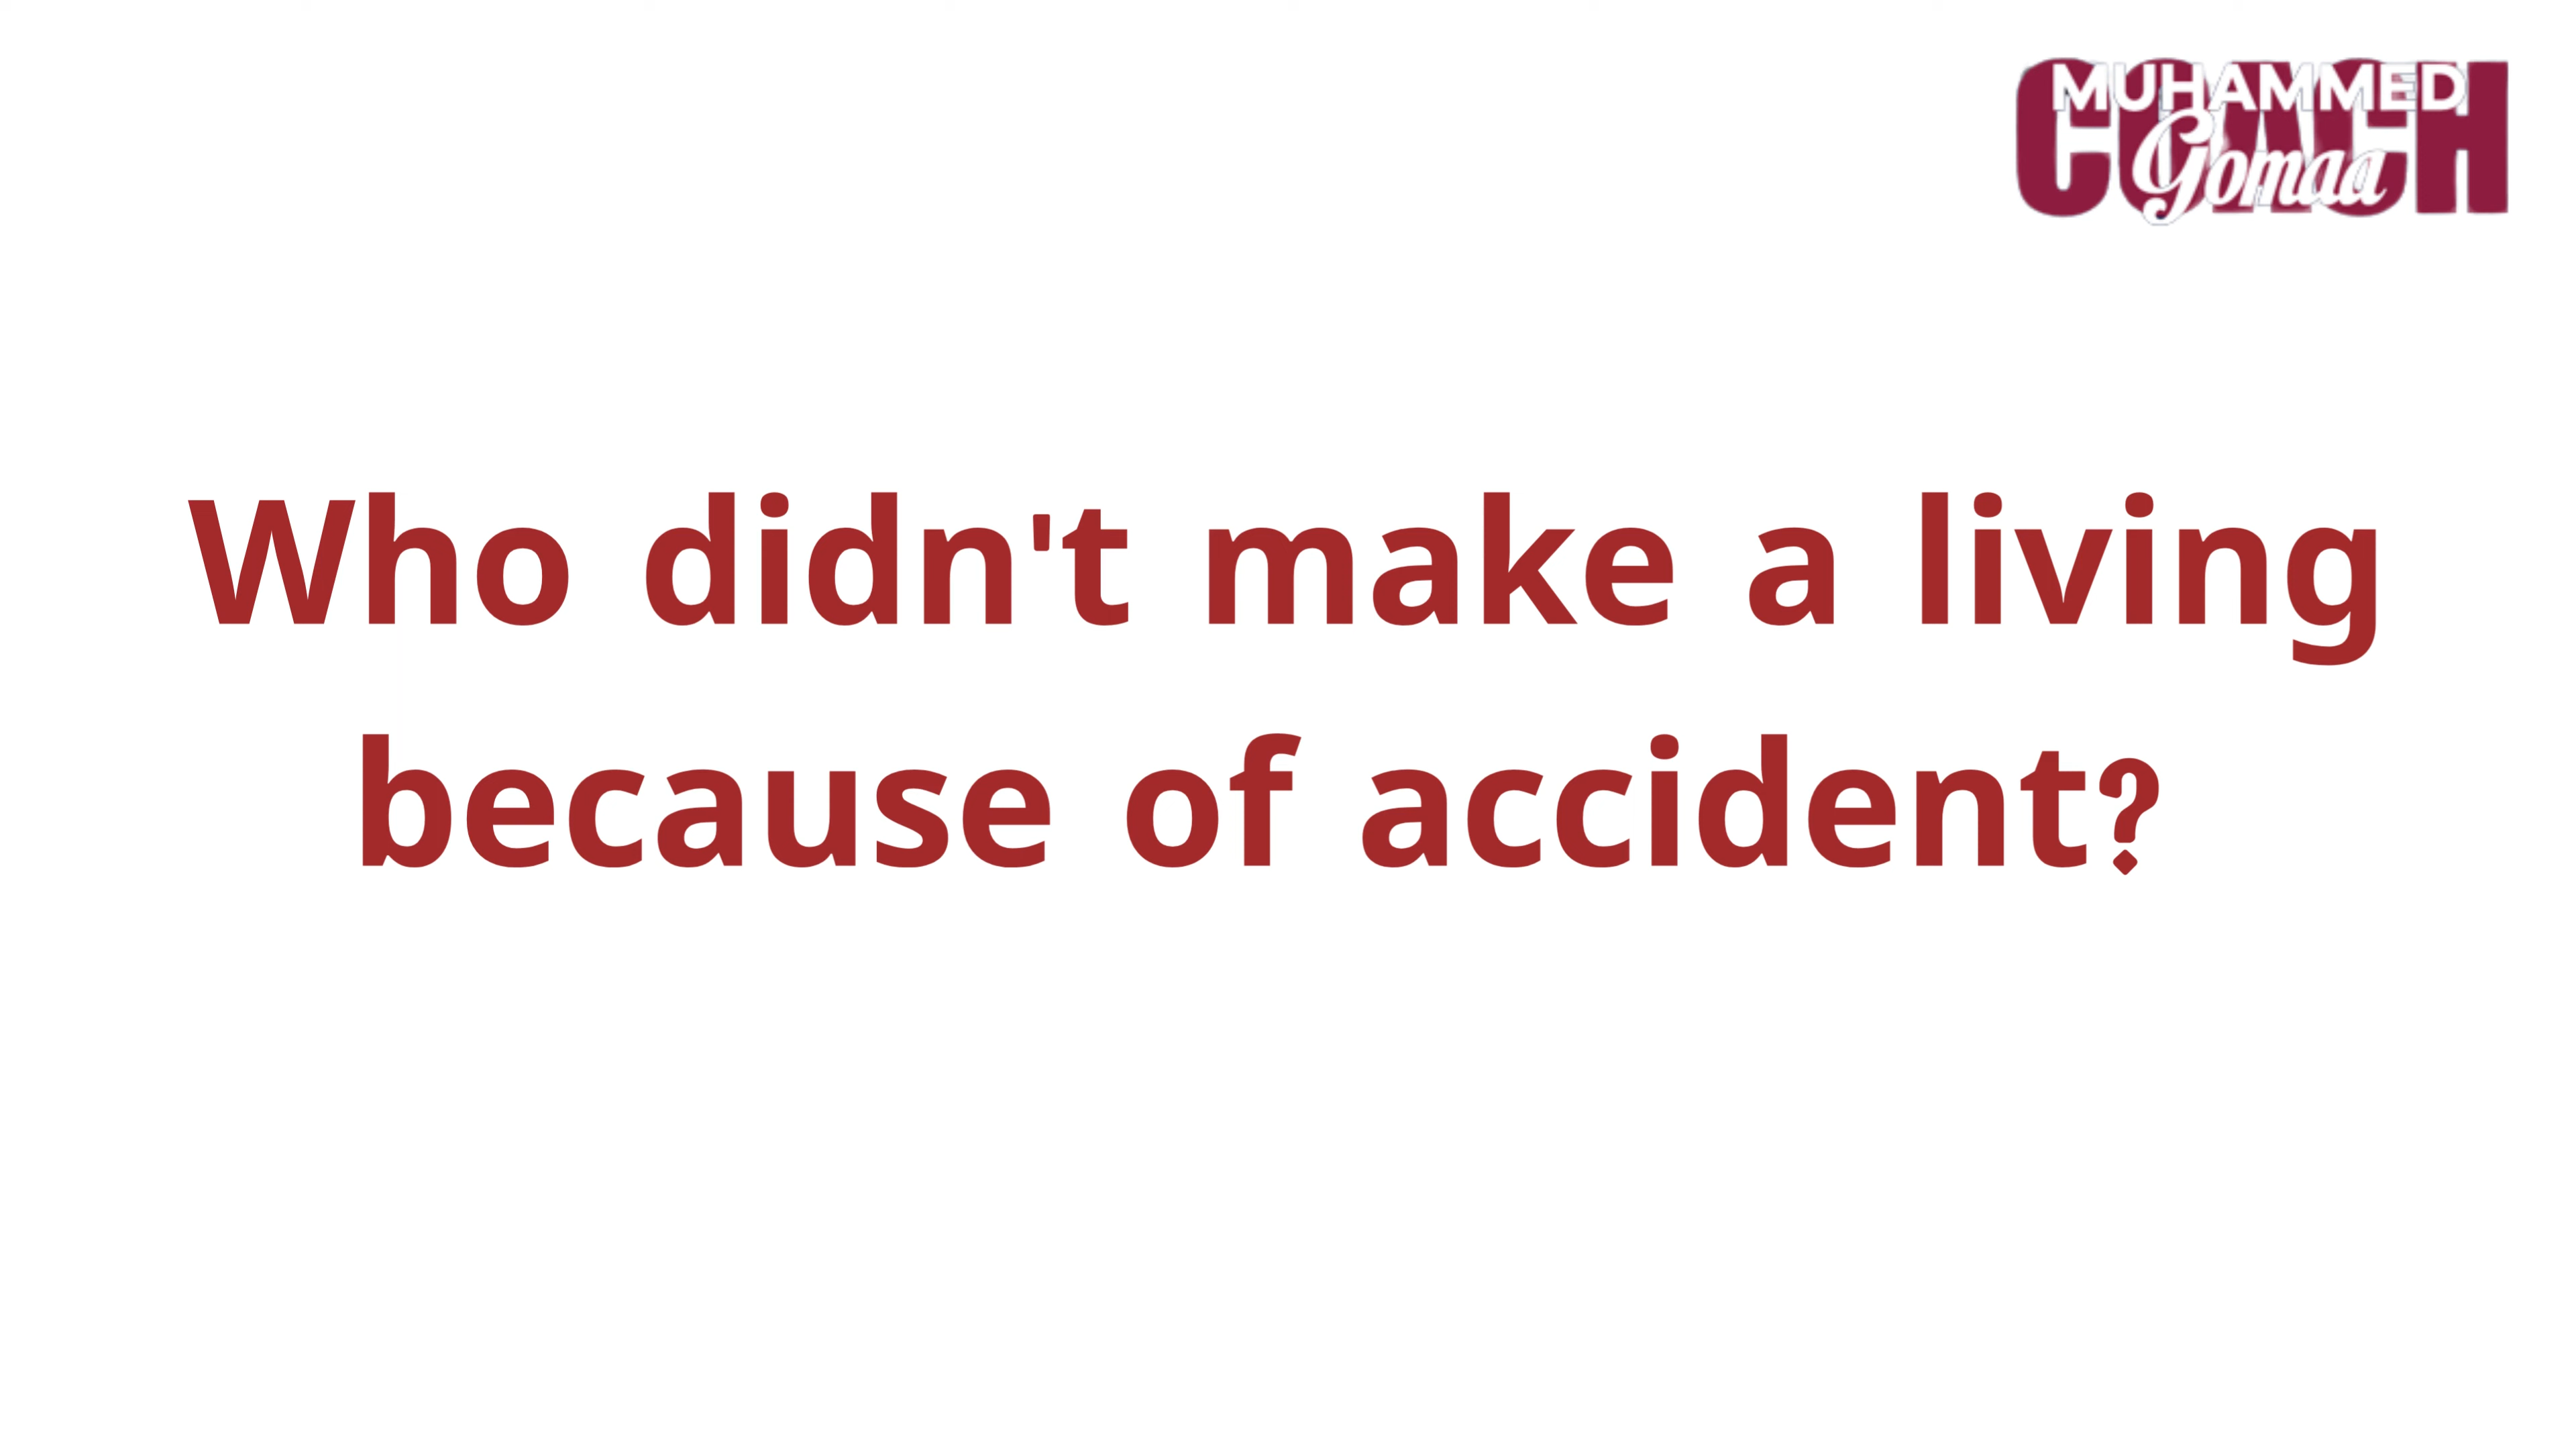 COACH
MUHAMMED
Gomaa
Who didn't make a living
because of accident?